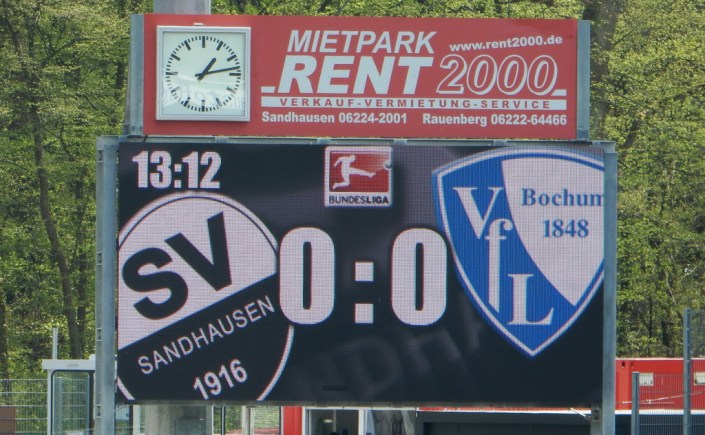 MIETPARK
www.rent2000.de
RENT 2000
VERKAUF-VERMIETUNG-SERVICE
Sandhausen 06224-2001 Rauenberg 06222-64466
13:12
BUNDESLIGA
SV
SANDHAUSEN
1916
0:0
VfL
Bochum
1848